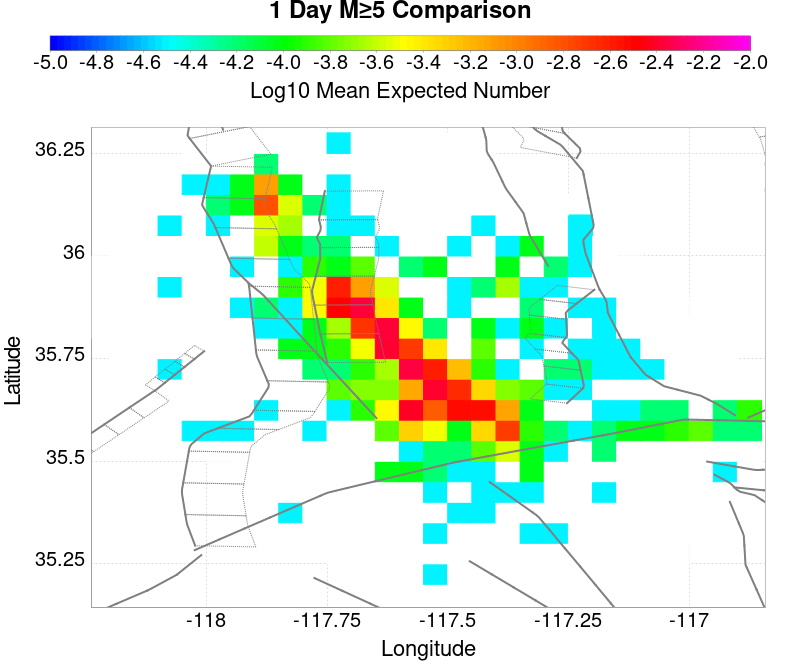 1 Day M≥5 Comparison
-5.0 -4.8 -4.6 -4.4 -4.2 -4.0 -3.8 -3.6 -3.4 -3.2 -3.0 -2.8 -2.6 -2.4 -2.2 -2.0
Log10 Mean Expected Number
36.25
36
35.75
35.5
35.25
Latitude
-118 -117.75 -117.5 -117.25 -117
Longitude